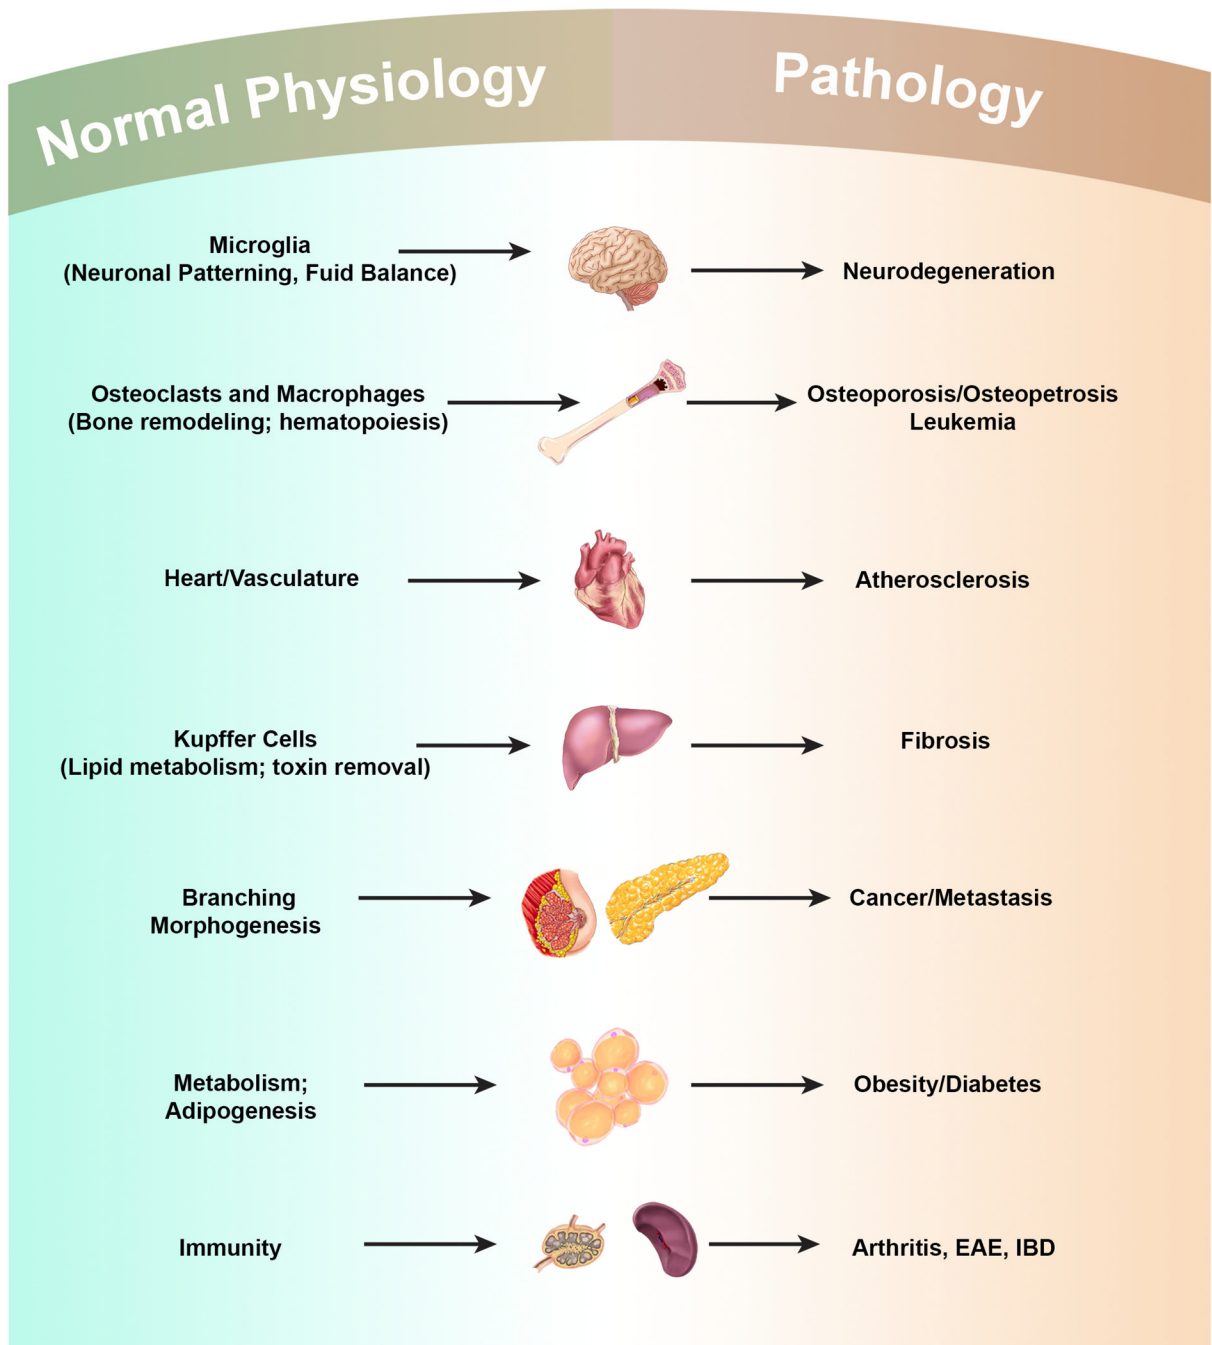 Normal Physiology
Pathology
Microglia
(Neuronal Patterning, Fuid Balance)
Neurodegeneration
Osteoclasts and Macrophages
(Bone remodeling; hematopoiesis)
Osteoporosis/Osteopetrosis
Leukemia
Heart/Vasculature
Atherosclerosis
Kupffer Cells
(Lipid metabolism; toxin removal)
Fibrosis
Branching
Morphogenesis
Cancer/Metastasis
Metabolism;
Adipogenesis
Obesity/Diabetes
Immunity
Arthritis, EAE, IBD